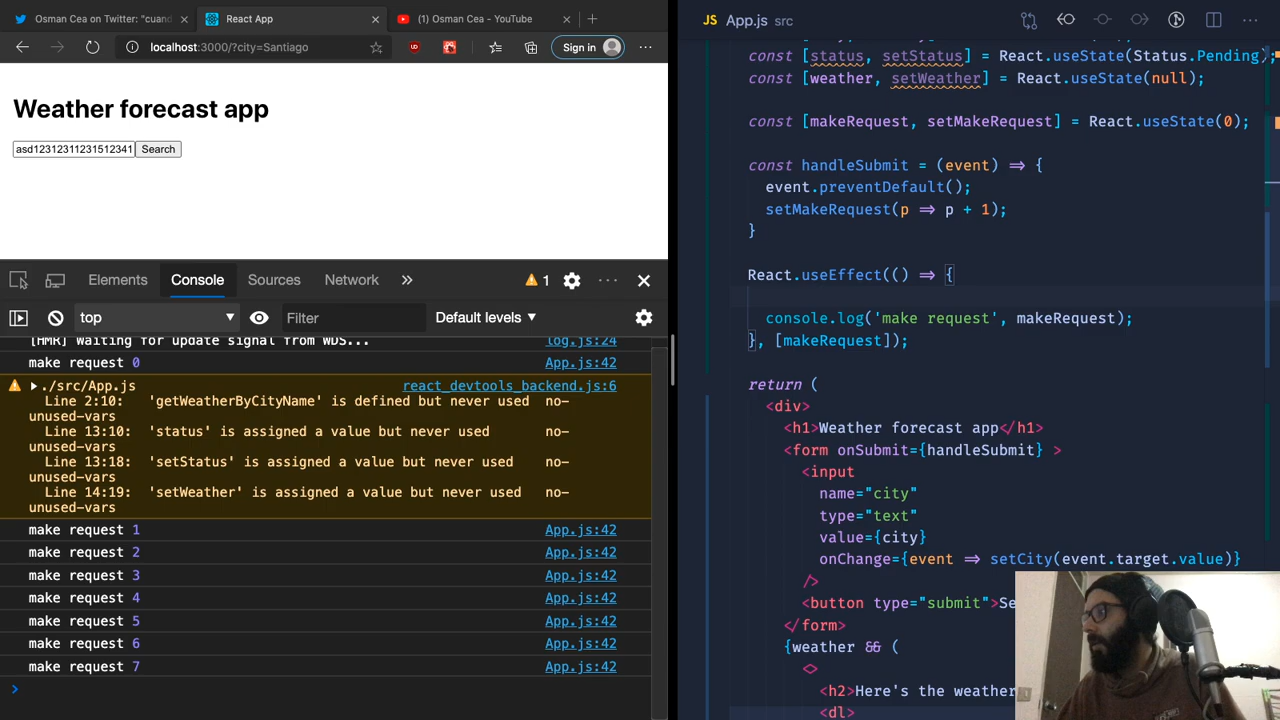 Osman Cea on Twitter: "cuand
React App
(1) Osman Cea - YouTube
localhost:3000/?city=Santiago
Sign in
Weather forecast app
asd12312311231512341
Search
Elements
Console
Sources
Network
1
top
Filter
Default levels
[HMR] Waiting for update signal from WDS... log.js:24
make request 0 App.js:42
./src/App.js react_devtools_backend.js:6
Line 2:10: 'getWeatherByCityName' is defined but never used no-
unused-vars
Line 13:10: 'status' is assigned a value but never used no-
unused-vars
Line 13:18: 'setStatus' is assigned a value but never used no-
unused-vars
Line 14:19: 'setWeather' is assigned a value but never used no-
unused-vars
make request 1 App.js:42
make request 2 App.js:42
make request 3 App.js:42
make request 4 App.js:42
make request 5 App.js:42
make request 6 App.js:42
make request 7 App.js:42
>
JS App.js src
const [status, setStatus] = React.useState(Status.Pending);
const [weather, setWeather] = React.useState(null);
const [makeRequest, setMakeRequest] = React.useState(0);
const handleSubmit = (event) => {
event.preventDefault();
setMakeRequest(p => p + 1);
}
React.useEffect(() => {
console.log('make request', makeRequest);
}, [makeRequest]);
return (
<div>
<h1>Weather forecast app</h1>
<form onSubmit={handleSubmit} >
<input
name="city"
type="text"
value={city}
onChange={event => setCity(event.target.value)}
/>
<button type="submit">Se
</form>
{weather && (
<>
<h2>Here's the weather
<dl>